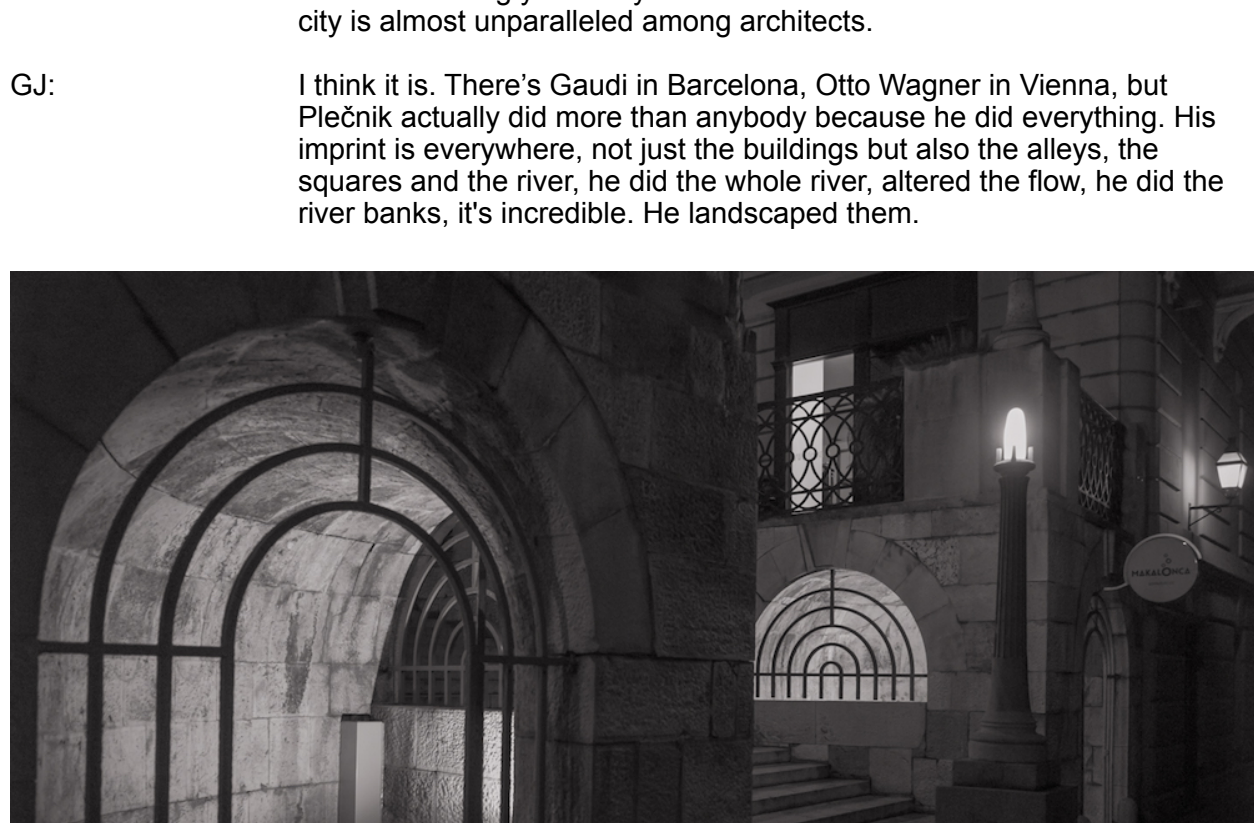 city is almost unparalleled among architects.
GJ:
I think it is. There’s Gaudi in Barcelona, Otto Wagner in Vienna, but
Plečnik actually did more than anybody because he did everything. His
imprint is everywhere, not just the buildings but also the alleys, the
squares and the river, he did the whole river, altered the flow, he did the
river banks, it's incredible. He landscaped them.
MAKALONCA